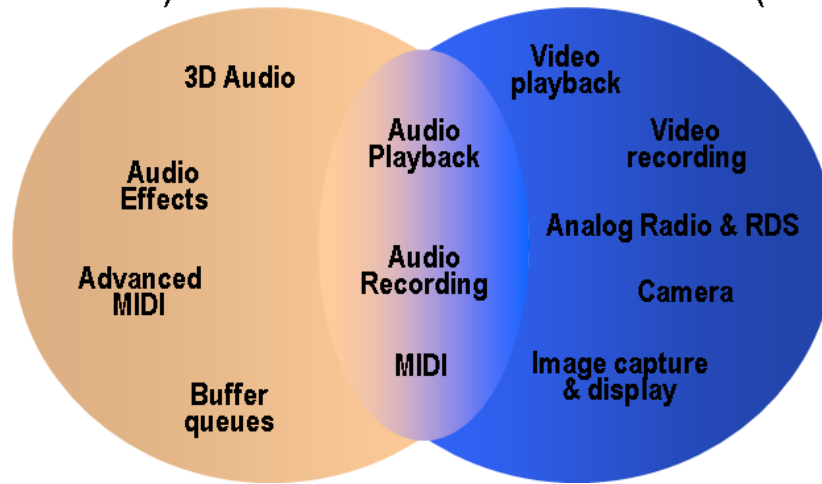 3D Audio
Audio
Effects
Advanced
MIDI
Buffer
queues
Audio
Playback
Audio
Recording
MIDI
Video
playback
Video
recording
Analog Radio & RDS
Camera
Image capture
& display